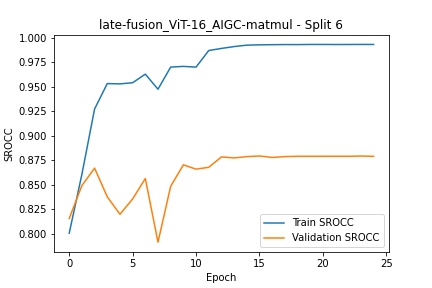 late-fusion_ViT-16_AIGC-matmul - Split 6
1.000
0.975
0.950
0.925
0.900
0.875
0.850
0.825
0.800
SROCC
Train SROCC
Validation SROCC
0 5 10 15 20 25
Epoch